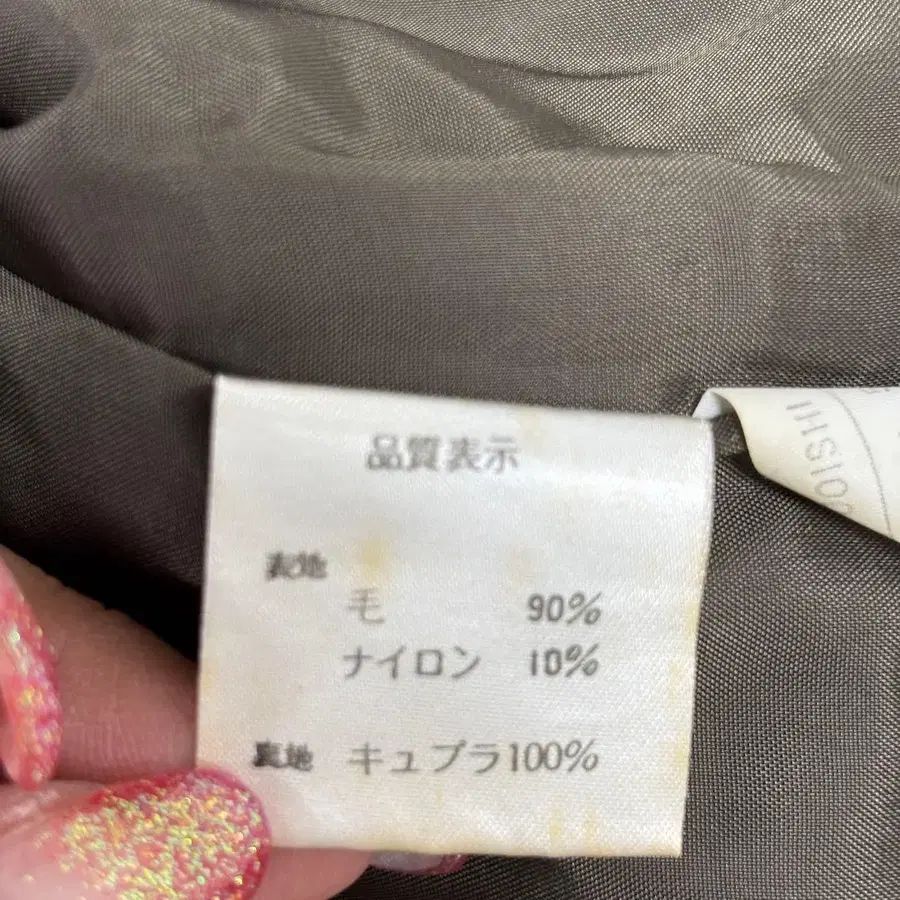 品質表示
表地
毛 90%
ナイロン 10%
裏地 キュプラ100%